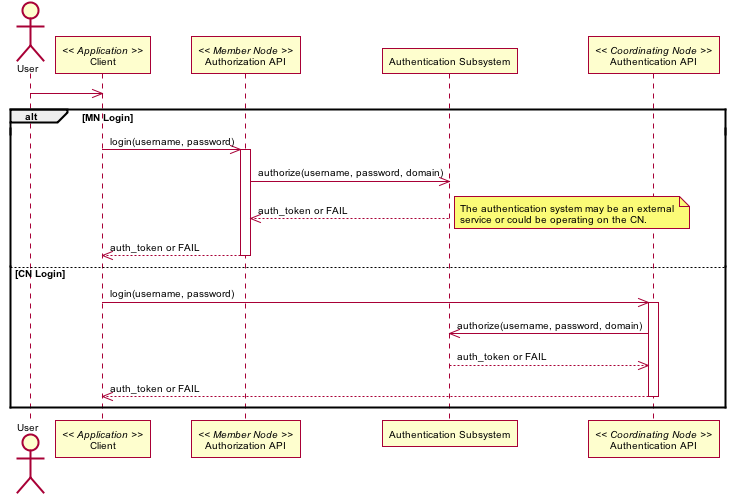 User
<< Application >>
Client
<< Member Node >>
Authorization API
Authentication Subsystem
<< Coordinating Node >>
Authentication API
alt
[MN Login]
login(username, password)
authorize(username, password, domain)
The authentication system may be an external
service or could be operating on the CN.
auth_token or FAIL
auth_token or FAIL
[CN Login]
login(username, password)
authorize(username, password, domain)
auth_token or FAIL
auth_token or FAIL
User
<< Application >>
Client
<< Member Node >>
Authorization API
Authentication Subsystem
<< Coordinating Node >>
Authentication API